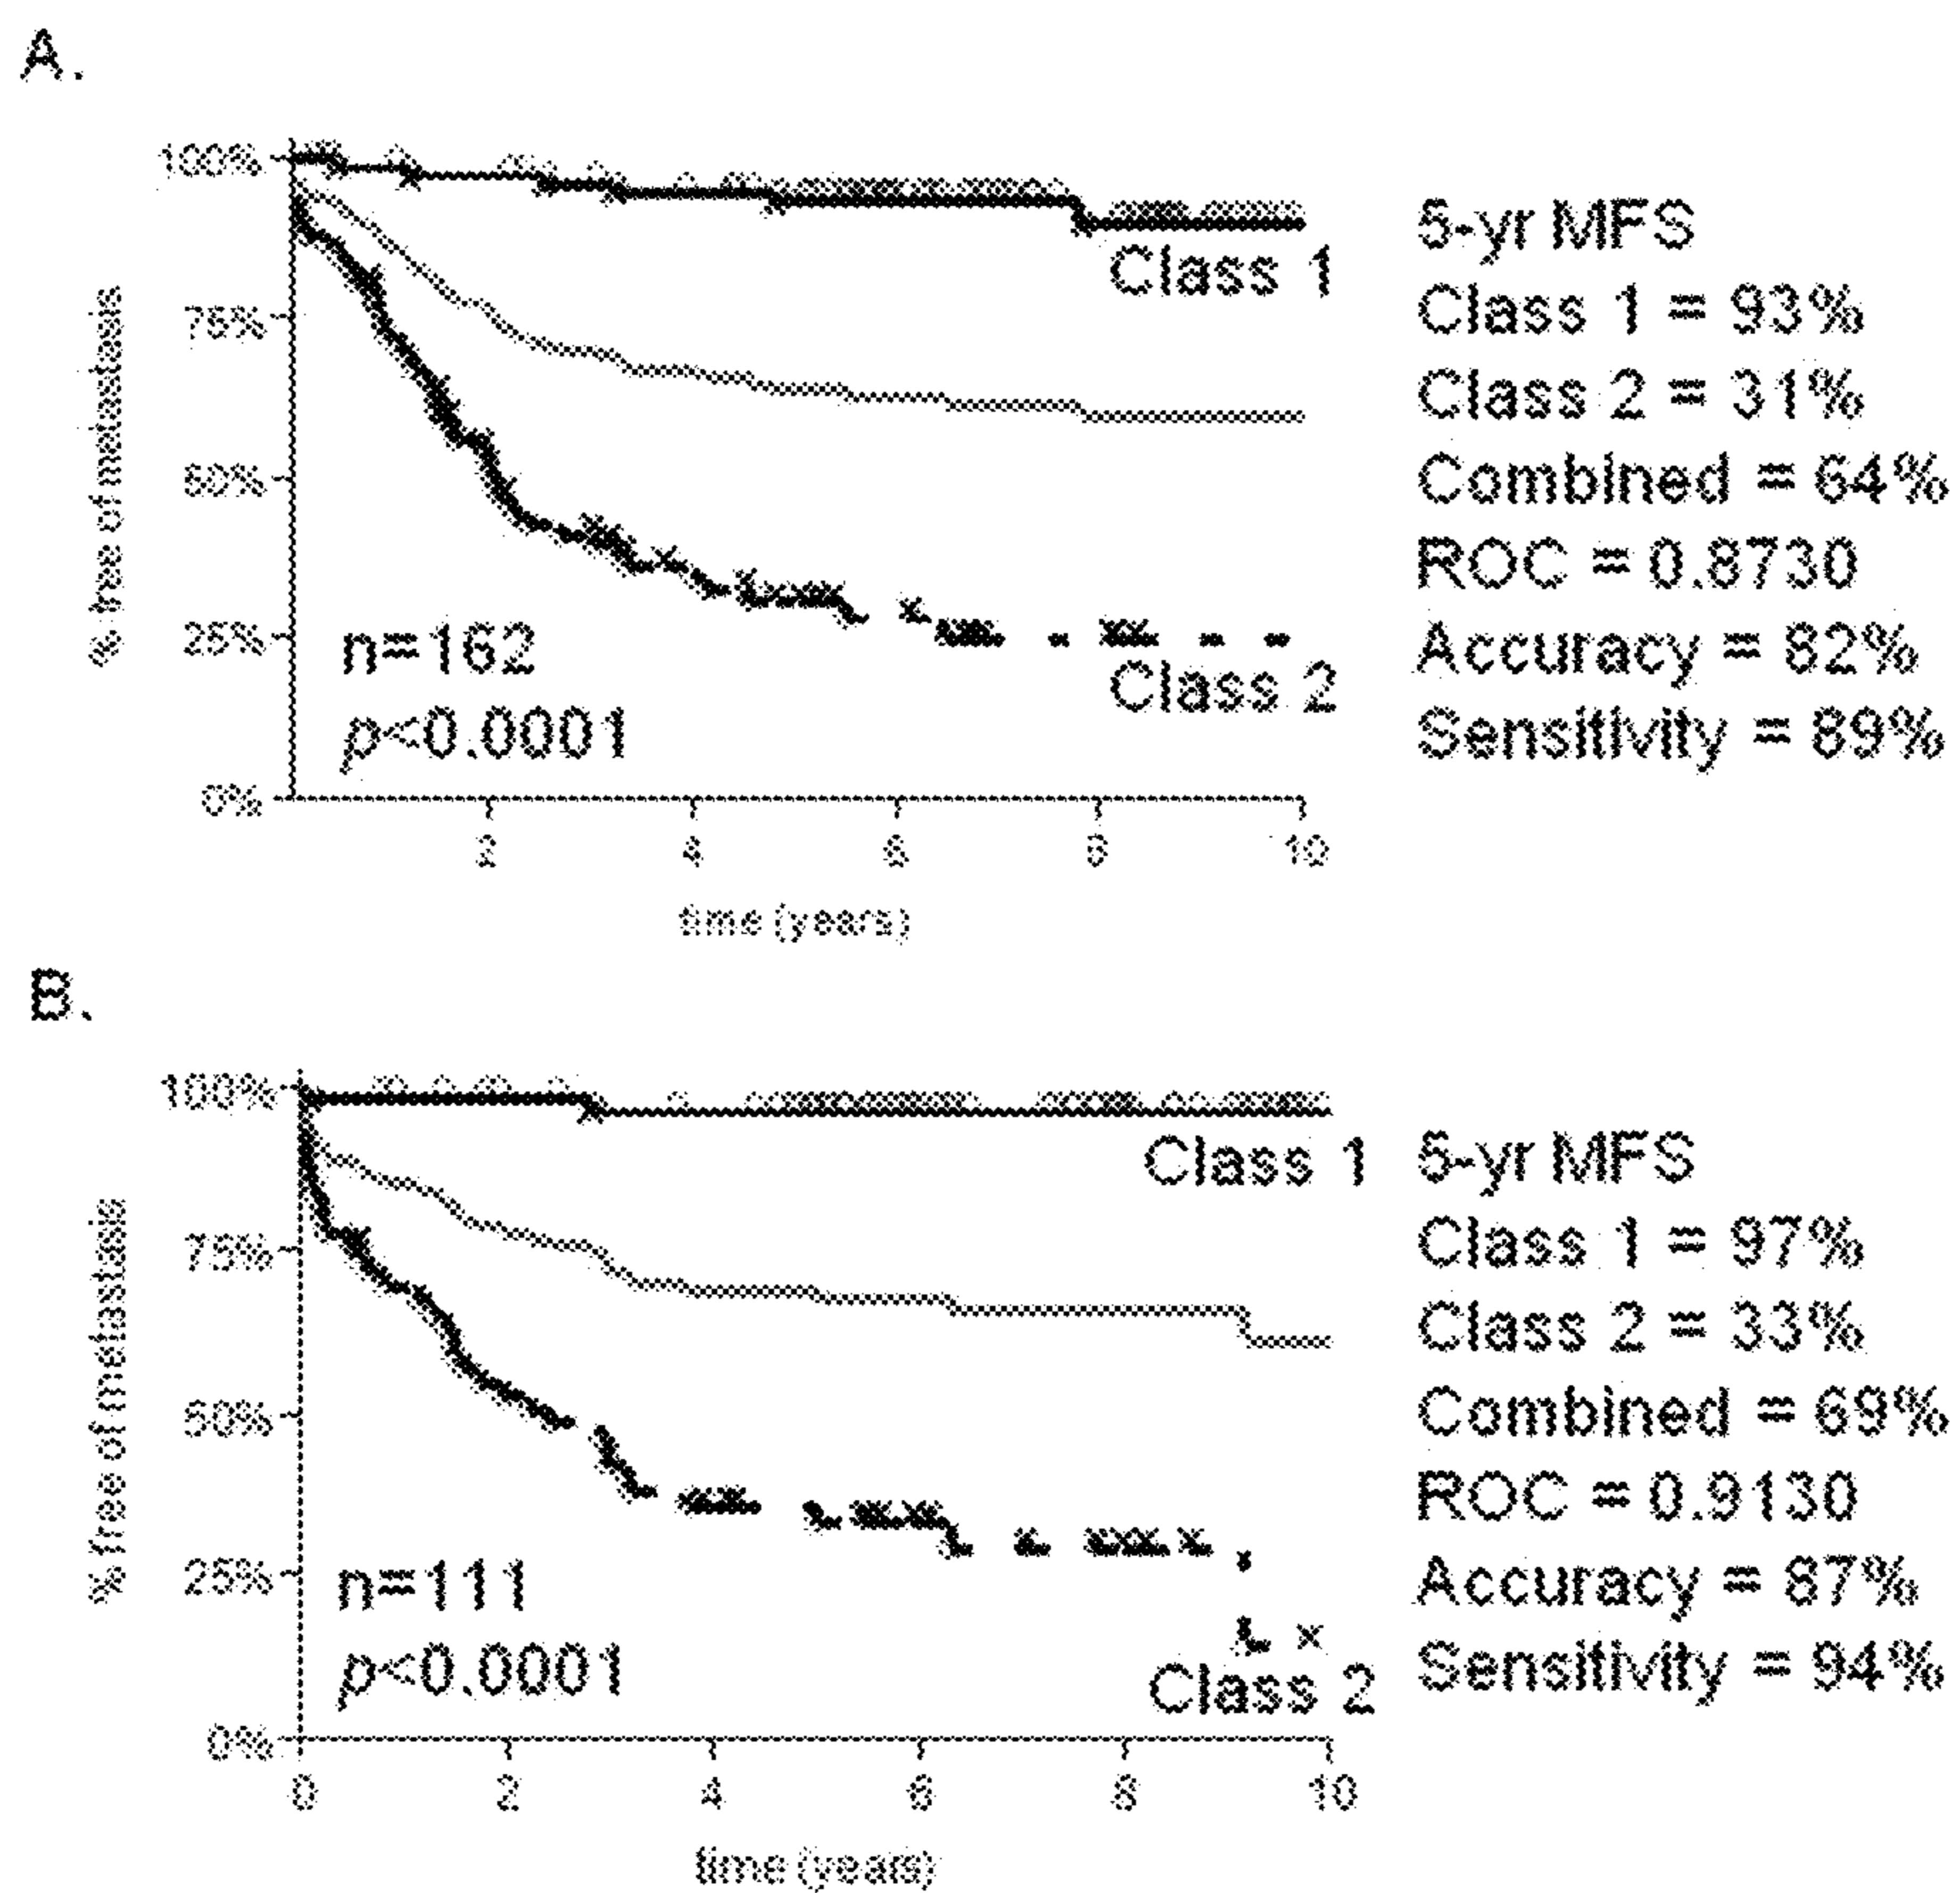 A.
100%
75%
50%
25%
0%
% free of metastasis
Class 1
Class 2
n=162
p<0.0001
2
4
6
8
10
time (years)
5-yr MFS
Class 1 = 93%
Class 2 = 31%
Combined = 64%
ROC = 0.8730
Accuracy = 82%
Sensitivity = 89%
B.
100%
75%
50%
25%
0%
% free of metastasis
Class 1
Class 2
n=111
p<0.0001
0
2
4
6
8
10
time (years)
5-yr MFS
Class 1 = 97%
Class 2 = 33%
Combined = 69%
ROC = 0.9130
Accuracy = 87%
Sensitivity = 94%